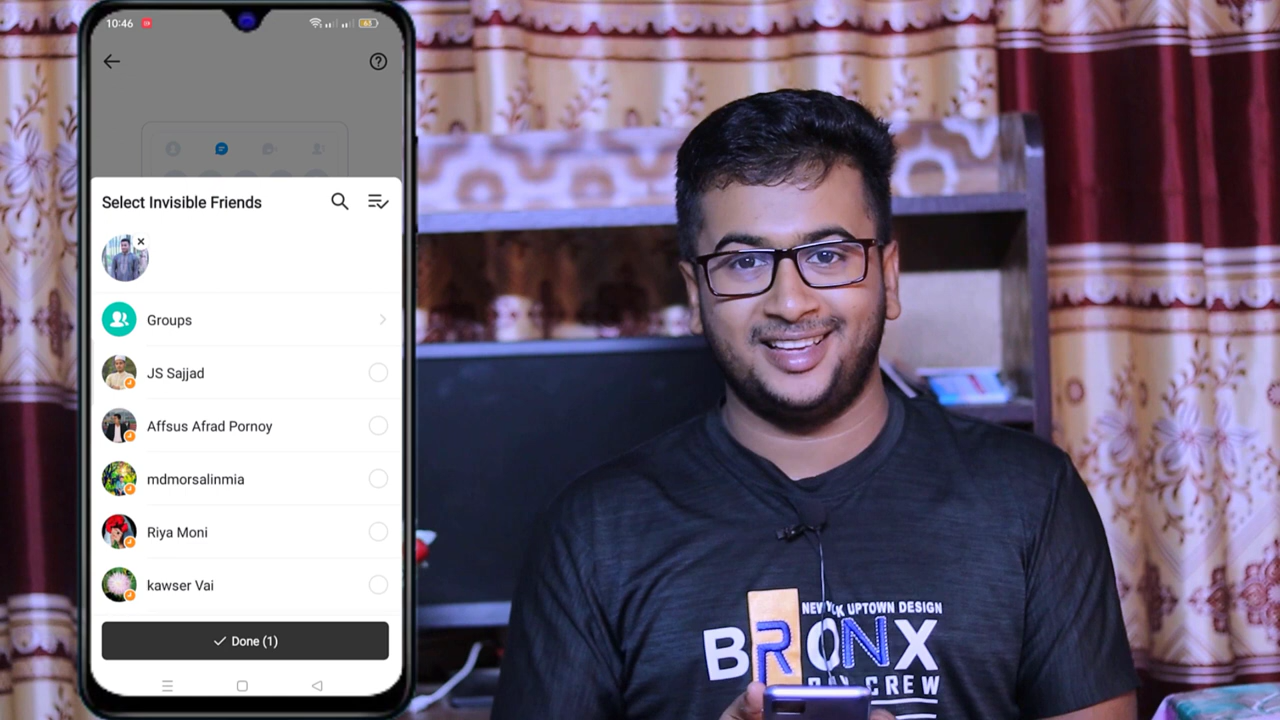 10:46
63
Select Invisible Friends
Groups
JS Sajjad
Affsus Afrad Pornoy
mdmorsalinmia
Riya Moni
kawser Vai
Done (1)
NEW YORK UPTOWN DESIGN
BRONX
CREW